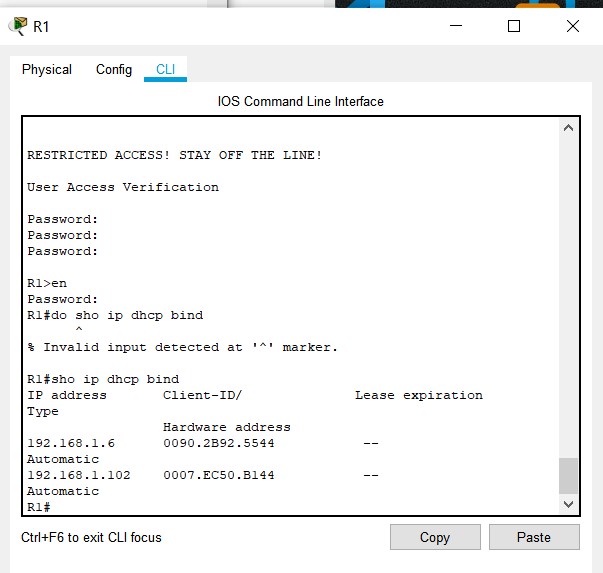 R1
Physical Config CLI
IOS Command Line Interface
RESTRICTED ACCESS! STAY OFF THE LINE!
User Access Verification
Password:
Password:
Password:
R1>en
Password:
R1#do sho ip dhcp bind
^
% Invalid input detected at '^' marker.
R1#sho ip dhcp bind
IP address Client-ID/ Lease expiration
Type
Hardware address
192.168.1.6 0090.2B92.5544 --
Automatic
192.168.1.102 0007.EC50.B144 --
Automatic
R1#
Ctrl+F6 to exit CLI focus Copy Paste